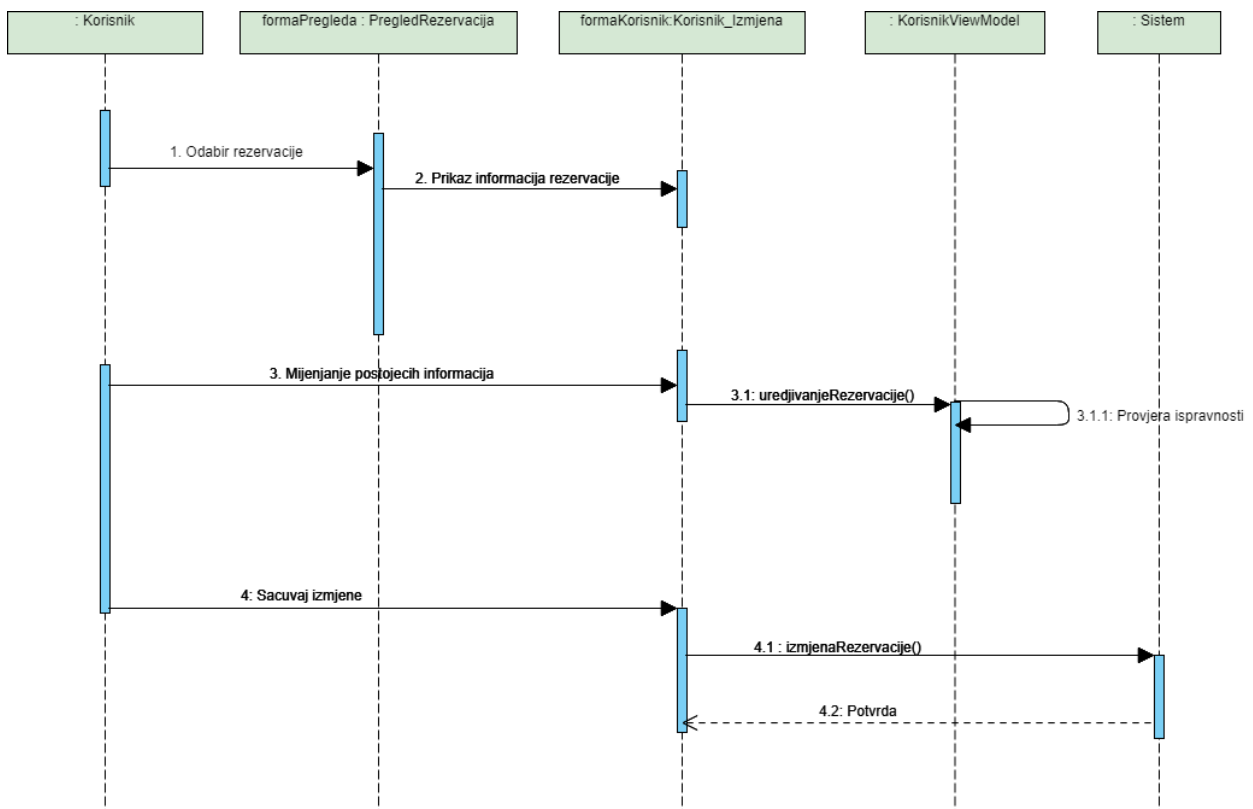 : Korisnik
formaPregleda : PregledRezervacija
formaKorisnik:Korisnik_Izmjena
: KorisnikViewModel
: Sistem
1. Odabir rezervacije
2. Prikaz informacija rezervacije
3. Mijenjanje postojecih informacija
3.1: uredjivanjeRezervacije()
3.1.1: Provjera ispravnosti
4: Sacuvaj izmjene
4.1 : izmjenaRezervacije()
4.2: Potvrda